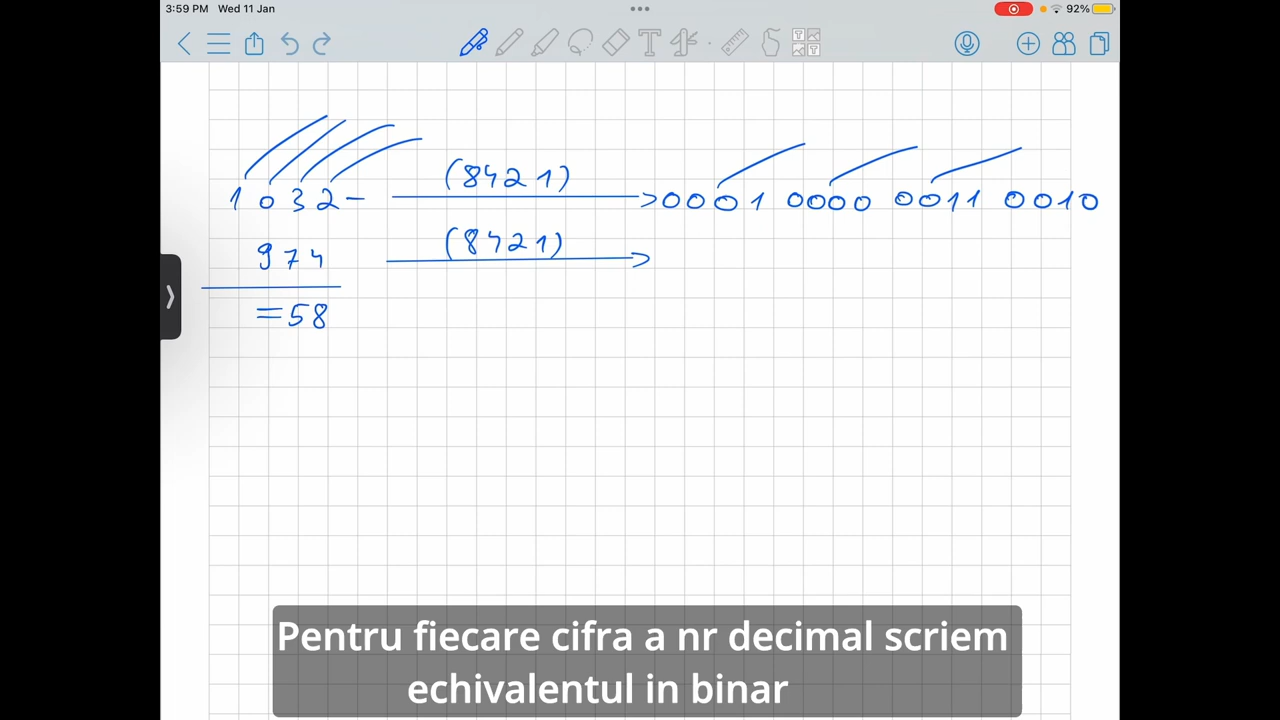 3:59 PM Wed 11 Jan 92%
(8421)
1032- 0001 0000 0011 0010
(8421)
974
=58
Pentru fiecare cifra a nr decimal scriem
echivalentul in binar